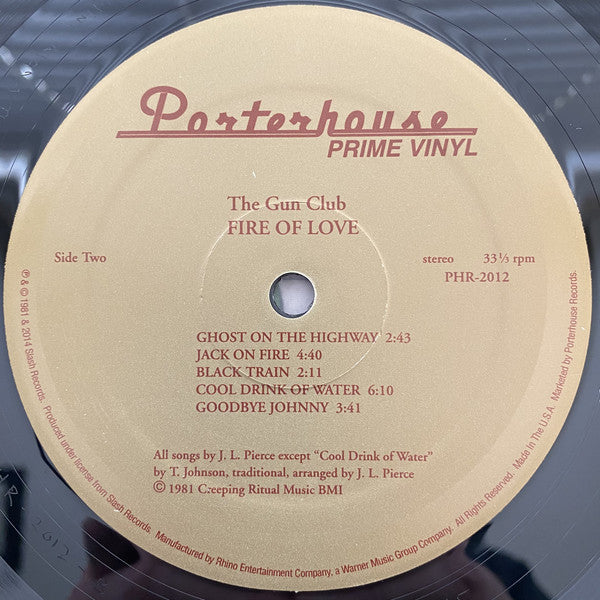 Porterhouse
PRIME VINYL
The Gun Club
FIRE OF LOVE
Side Two
stereo 33 1/3 rpm
PHR-2012
GHOST ON THE HIGHWAY 2:43
JACK ON FIRE 4:40
BLACK TRAIN 2:11
COOL DRINK OF WATER 6:10
GOODBYE JOHNNY 3:41
All songs by J. L. Pierce except “Cool Drink of Water”
by T. Johnson, traditional, arranged by J. L. Pierce
© 1981 Creeping Ritual Music BMI
℗ & © 1981 & 2014 Slash Records. Produced under license from Slash Records. Manufactured by Rhino Entertainment Company, a Warner Music Group Company. All Rights Reserved. Made in The U.S.A. Marketed by Porterhouse Records.